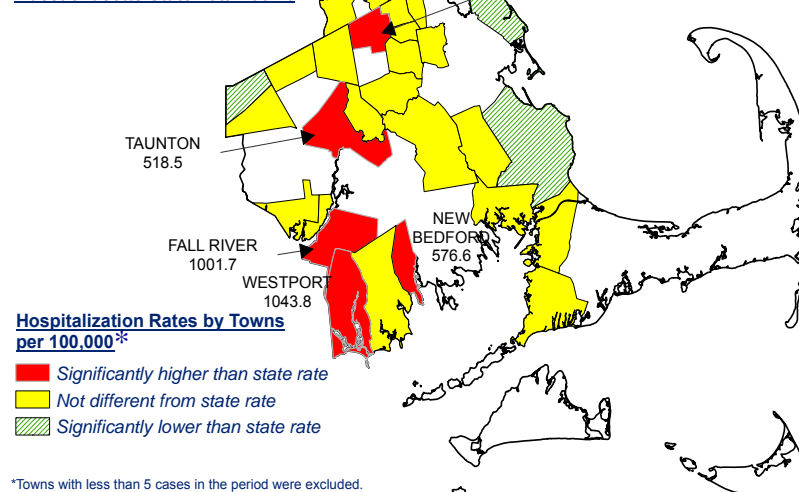 TAUNTON
518.5
NEW
BEDFORD
576.6
FALL RIVER
1001.7
WESTPORT
1043.8
Hospitalization Rates by Towns
per 100,000*
Significantly higher than state rate
Not different from state rate
Significantly lower than state rate
*Towns with less than 5 cases in the period were excluded.